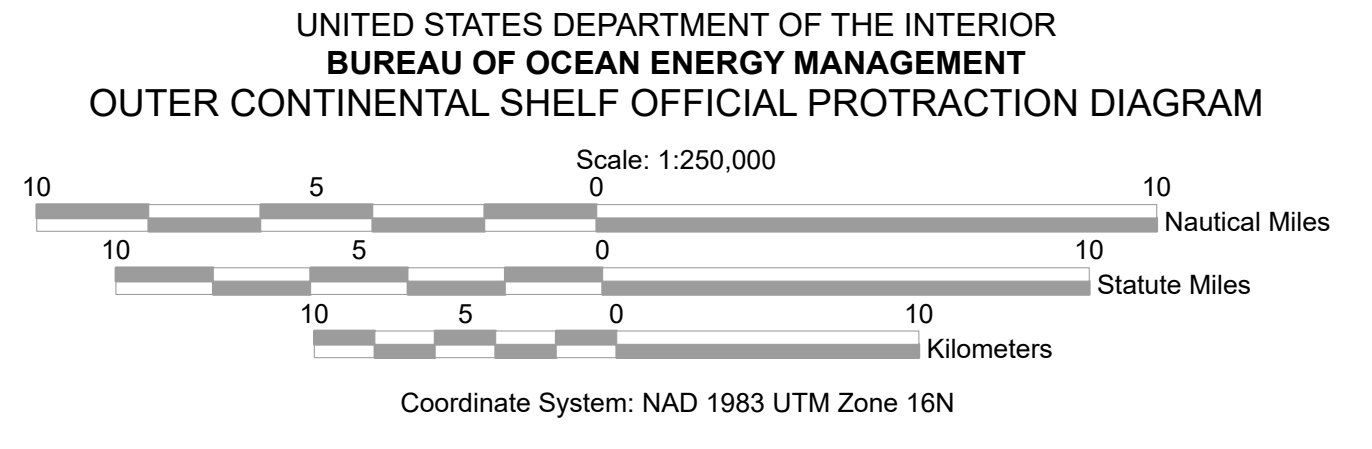 UNITED STATES DEPARTMENT OF THE INTERIOR
BUREAU OF OCEAN ENERGY MANAGEMENT
OUTER CONTINENTAL SHELF OFFICIAL PROTRACTION DIAGRAM
Scale: 1:250,000
10 5 0 10
Nautical Miles
10 5 0 10
Statute Miles
10 5 0 10
Kilometers
Coordinate System: NAD 1983 UTM Zone 16N